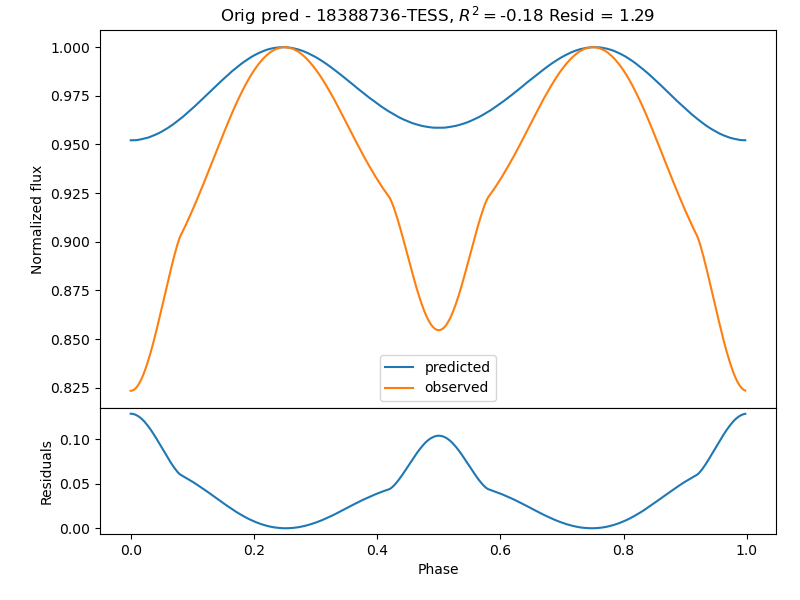 Orig pred - 18388736-TESS, $R^2$ = -0.18 Resid = 1.29
1.000
0.975
0.950
0.925
0.900
0.875
0.850
0.825
Normalized flux
predicted
observed
0.10
0.05
0.00
Residuals
0.0 0.2 0.4 0.6 0.8 1.0
Phase